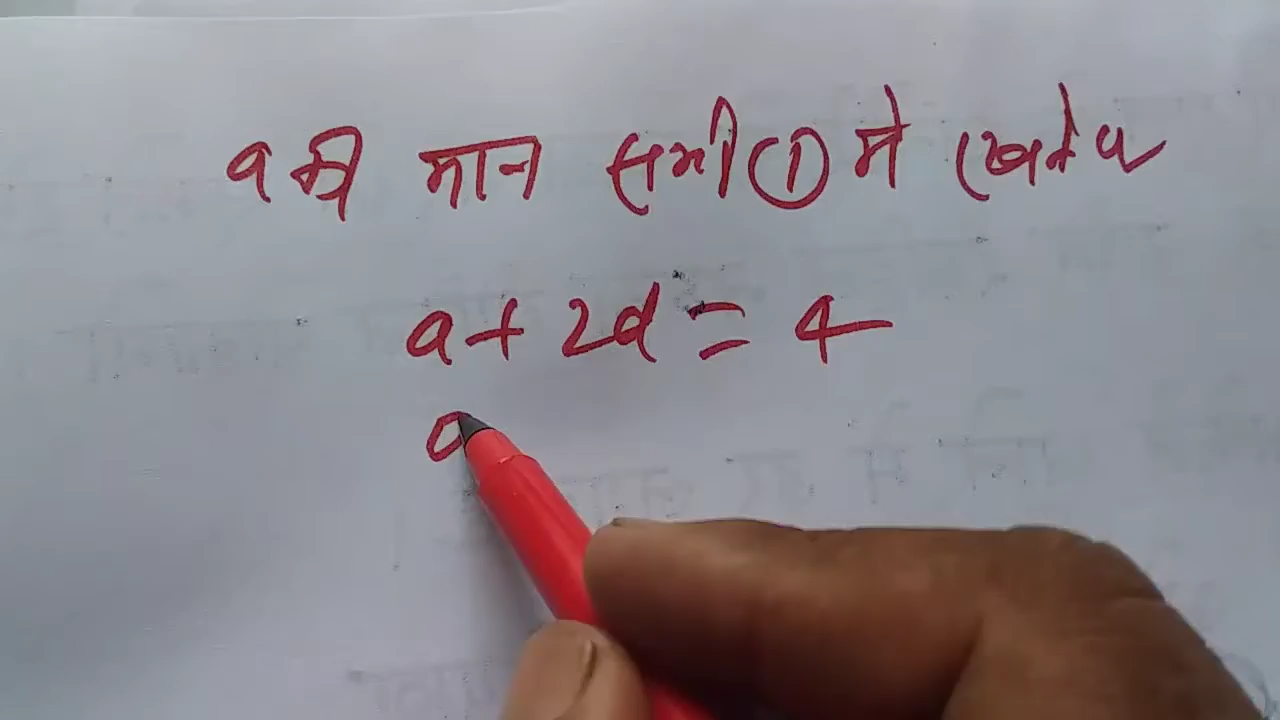 a की मान समी ① में रखने पर
a + 2d = 4
a